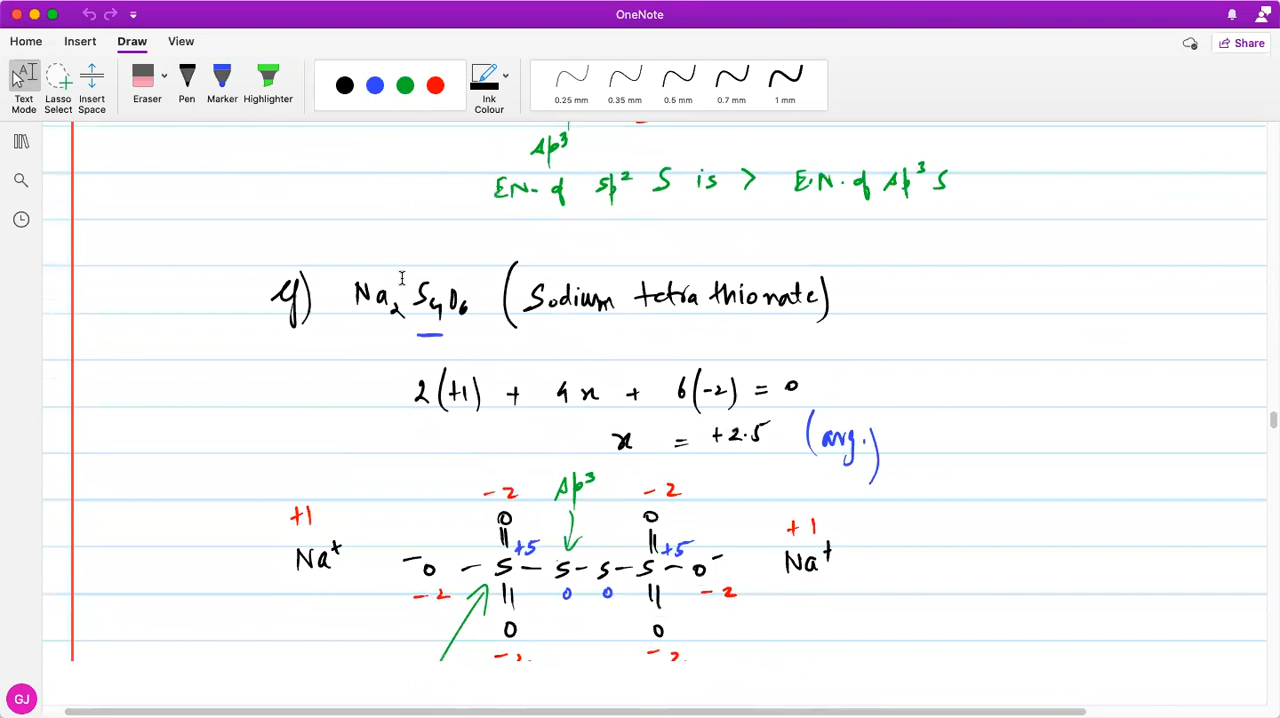 OneNote
Home Insert Draw View
Share
Text Mode
Lasso Select
Insert Space
Eraser
Pen
Marker
Highlighter
Ink Colour
0.25 mm
0.35 mm
0.5 mm
0.7 mm
1 mm
sp³
E.N. of sp² S is > E.N. of sp³ S
Na₂S₄O₆ (Sodium tetrathionate)
2(+1) + 4x + 6(-2) = 0
x = +2.5 (avg.)
-2 sp³ -2
+1 O O +1
Na⁺ ⁻O - S +5 - S - S - S +5 - O⁻ Na⁺
-2 0 0 -2
O O
-2 -2
GJ